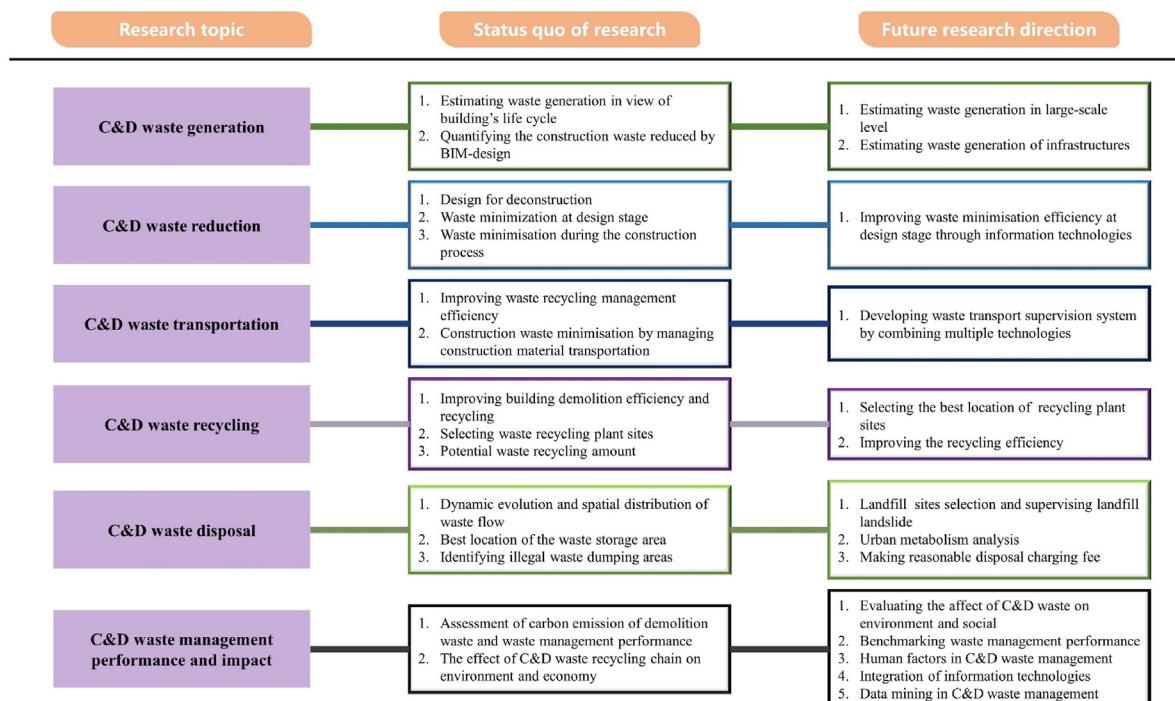 Research topic
Status quo of research
Future research direction
C&D waste generation
1. Estimating waste generation in view of
building's life cycle
2. Quantifying the construction waste reduced by
BIM-design
1. Estimating waste generation in large-scale
level
2. Estimating waste generation of infrastructures
C&D waste reduction
1. Design for deconstruction
2. Waste minimization at design stage
3. Waste minimisation during the construction
process
1. Improving waste minimisation efficiency at
design stage through information technologies
C&D waste transportation
1. Improving waste recycling management
efficiency
2. Construction waste minimisation by managing
construction material transportation
1. Developing waste transport supervision system
by combining multiple technologies
C&D waste recycling
1. Improving building demolition efficiency and
recycling
2. Selecting waste recycling plant sites
3. Potential waste recycling amount
1. Selecting the best location of recycling plant
sites
2. Improving the recycling efficiency
C&D waste disposal
1. Dynamic evolution and spatial distribution of
waste flow
2. Best location of the waste storage area
3. Identifying illegal waste dumping areas
1. Landfill sites selection and supervising landfill
landslide
2. Urban metabolism analysis
3. Making reasonable disposal charging fee
C&D waste management
performance and impact
1. Assessment of carbon emission of demolition
waste and waste management performance
2. The effect of C&D waste recycling chain on
environment and economy
1. Evaluating the affect of C&D waste on
environment and social
2. Benchmarking waste management performance
3. Human factors in C&D waste management
4. Integration of information technologies
5. Data mining in C&D waste management